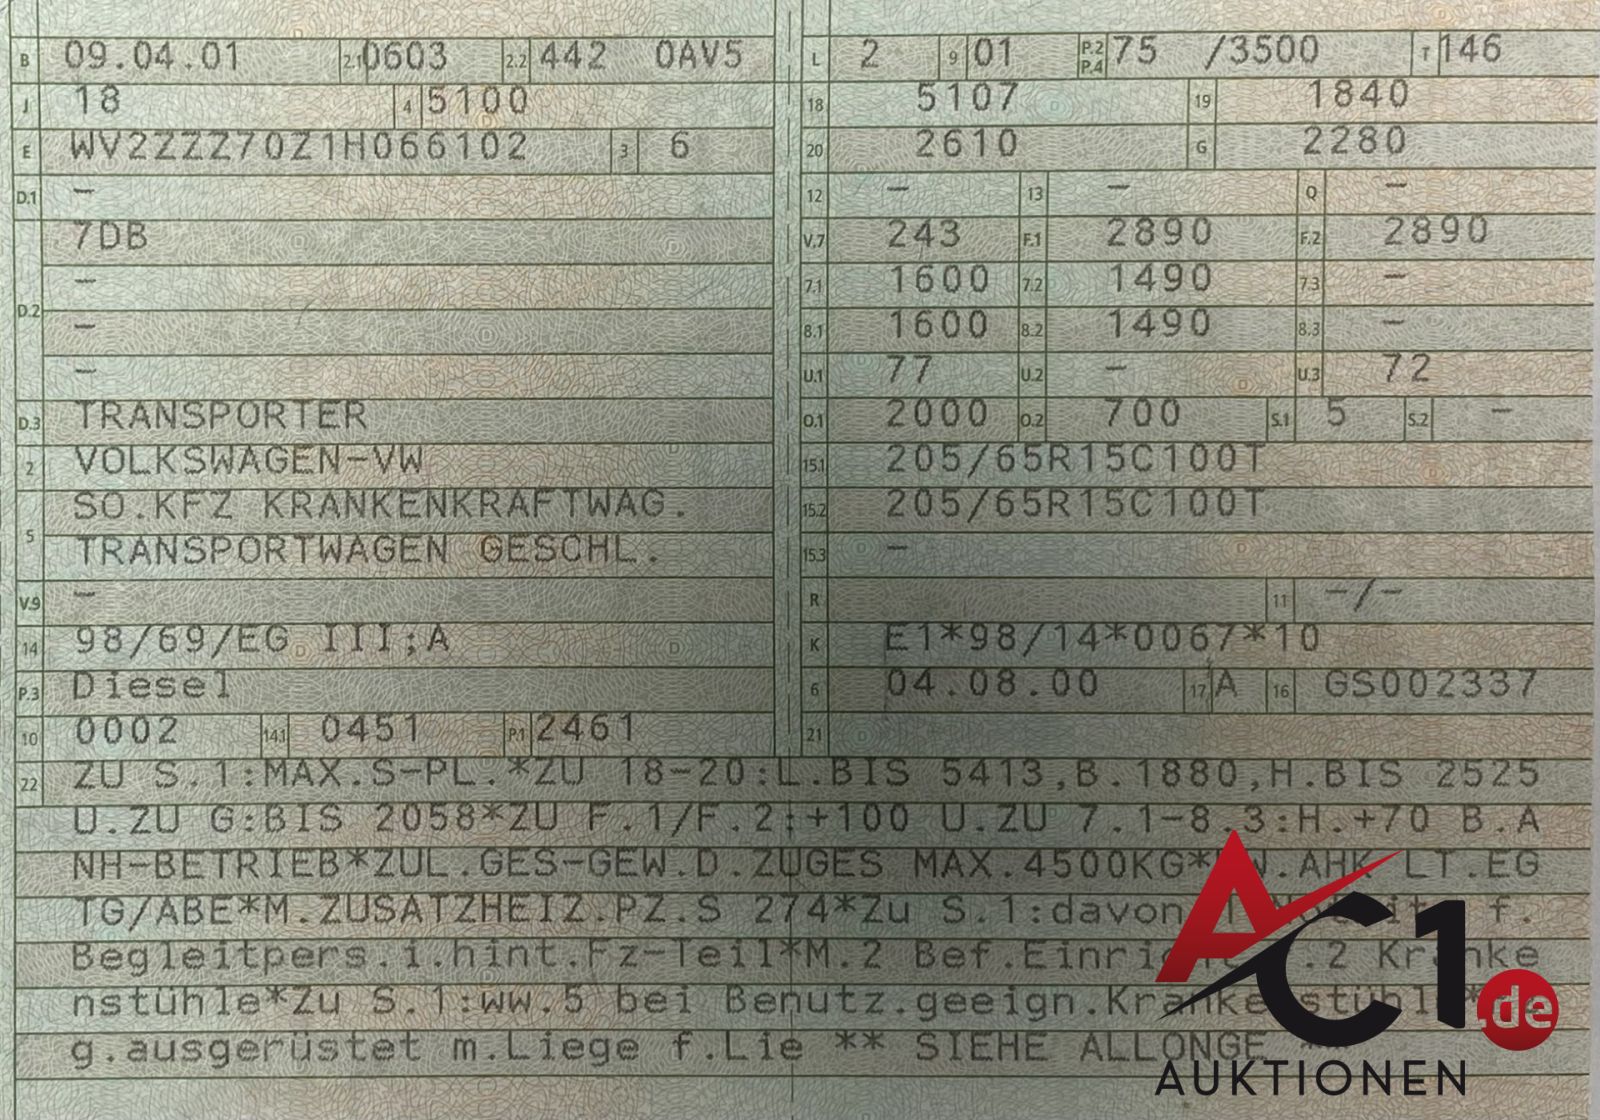 B 09.04.01 2.1 0603 2.2 442 0AV5
J 18 4 5100
E WV2ZZZ70Z1H066102 3 6
D.1 –
D.2 7DB
–
–
–
D.3 TRANSPORTER
2 VOLKSWAGEN-VW
5 SO.KFZ KRANKENKRAFTWAG.
TRANSPORTWAGEN GESCHL.
V.9 –
14 98/69/EG III;A
P.3 Diesel
10 0002 14.1 0451 P.1 2461
L 2 9 01 P.2 P.4 75 /3500 T 146
18 5107 19 1840
20 2610 G 2280
12 – 13 – Q –
V.7 243 F.1 2890 F.2 2890
7.1 1600 7.2 1490 7.3 –
8.1 1600 8.2 1490 8.3 –
U.1 77 U.2 – U.3 72
O.1 2000 O.2 700 S.1 5 S.2 –
15.1 205/65R15C100T
15.2 205/65R15C100T
15.3 –
R 11 –/–
K E1*98/14*0067*10
6 04.08.00 17 A 16 GS002337
21
22 ZU S.1:MAX.S-PL.*ZU 18-20:L.BIS 5413,B.1880,H.BIS 2525
U.ZU G:BIS 2058*ZU F.1/F.2:+100 U.ZU 7.1-8.3:H.+70 B.A
NH-BETRIEB*ZUL.GES-GEW.D.ZUGES MAX.4500KG* .AHK LT.EG
TG/ABE*M.ZUSATZHEIZ.PZ.S 274*Zu S.1:davon f.
Begleitpers.i.hint.Fz-Teil*M.2 Bef.Einri .2 Kranke
nstühle*Zu S.1:ww.5 bei Benutz.geeign.Krankenstühle*
g.ausgerüstet m.Liege f.Lie ** SIEHE ALLONGE **
AC1.de
AUKTIONEN